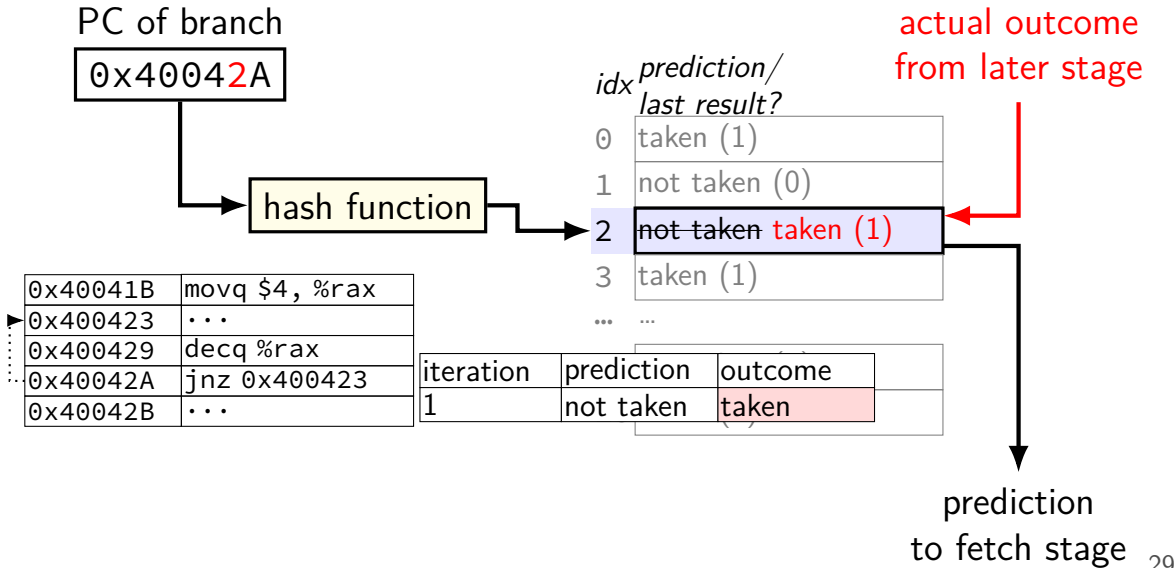 PC of branch
0x40042A
hash function
idx prediction/
last result?
0 taken (1)
1 not taken (0)
2 not taken taken (1)
3 taken (1)
… …
actual outcome
from later stage
0x40041B movq $4, %rax
0x400423 ···
0x400429 decq %rax
0x40042A jnz 0x400423
0x40042B ···
iteration prediction outcome
1 not taken taken
prediction
to fetch stage
29